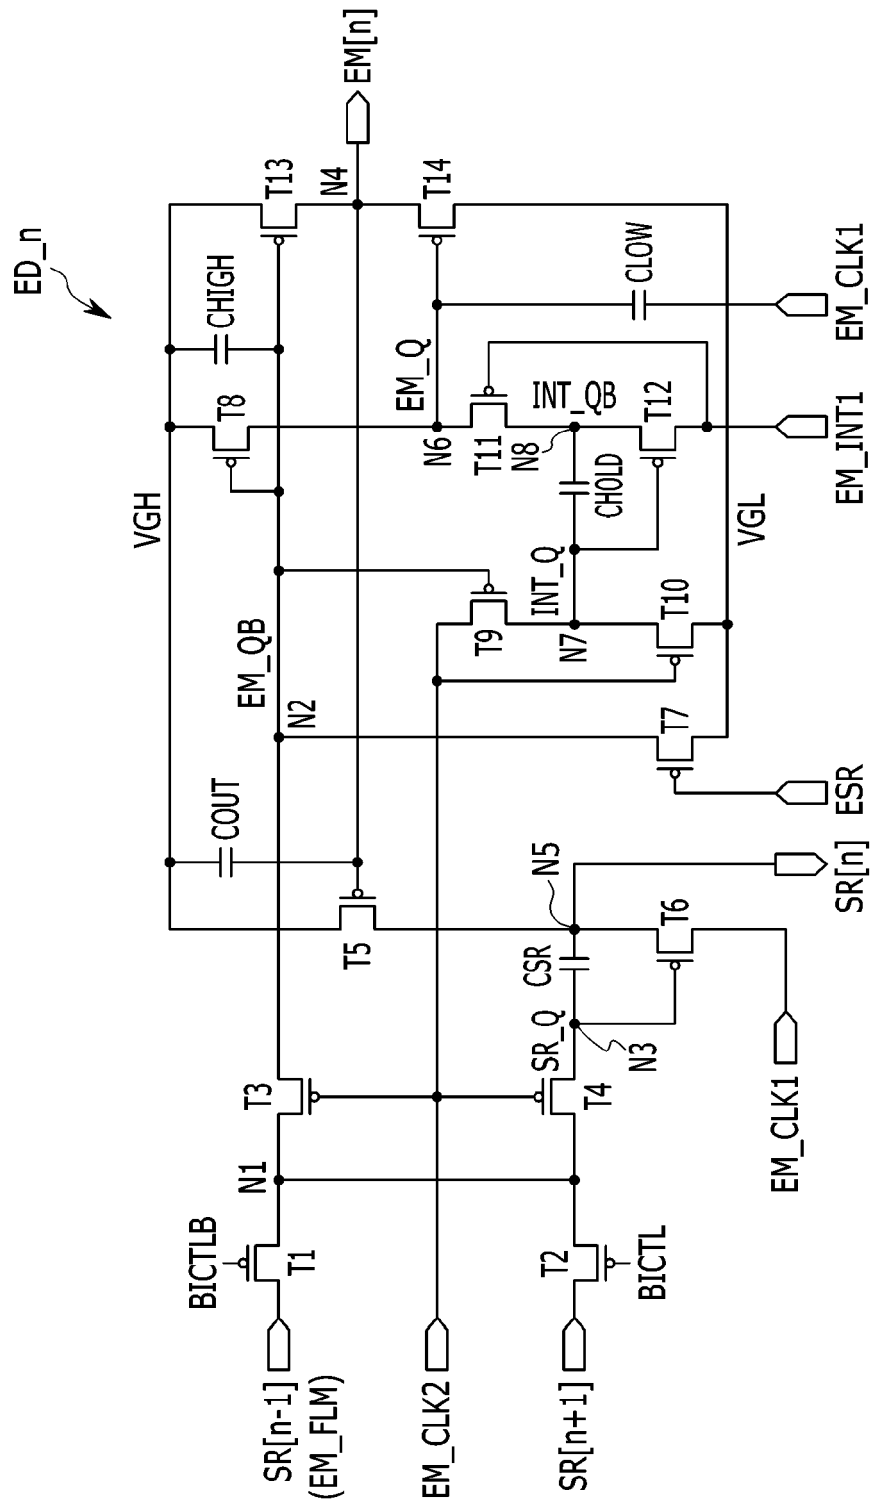 ED_n
VGH
COUT
T8
CHIGH
T13
BICTLB
N1
T3
N2
EM_QB
N4
EM[n]
SR[n-1]
(EM_FLM)
T1
T5
EM_Q
N6
T14
EM_CLK2
T9
T11
CSR
N5
INT_Q
N7
CHOLD
N8
INT_QB
CLOW
SR_Q
N3
T4
T2
BICTL
SR[n+1]
T6
T7
T10
T12
VGL
EM_CLK1
SR[n]
ESR
EM_INT1
EM_CLK1